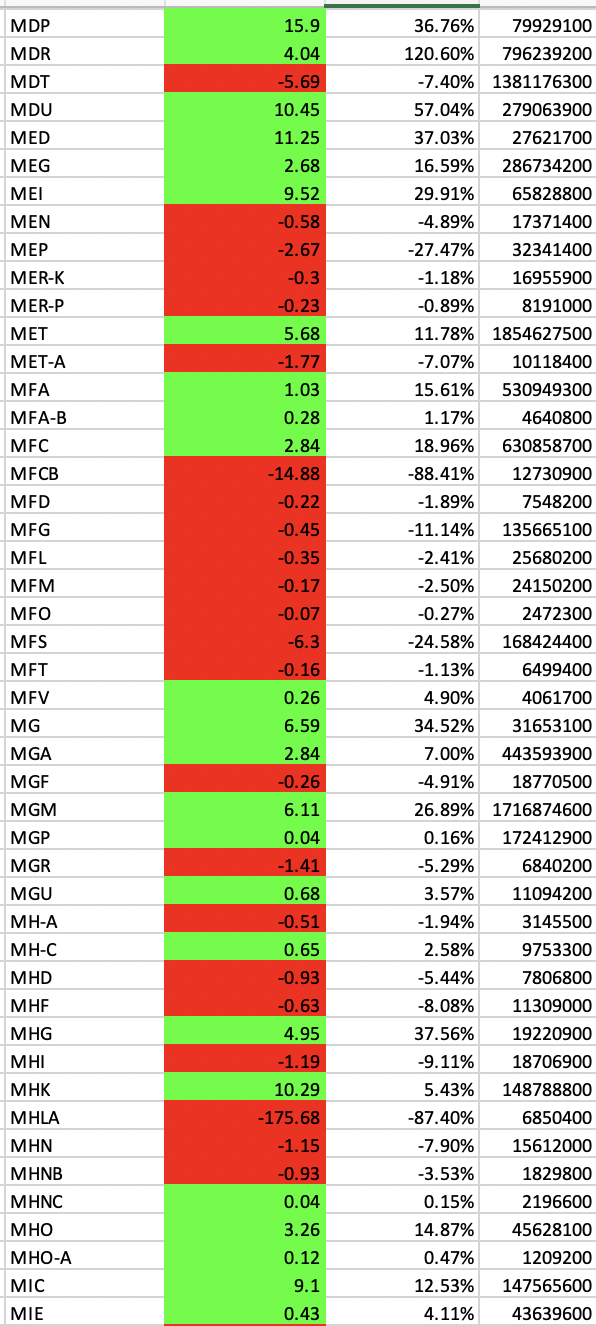 MDP 15.9 36.76% 79929100
MDR 4.04 120.60% 796239200
MDT -5.69 -7.40% 1381176300
MDU 10.45 57.04% 279063900
MED 11.25 37.03% 27621700
MEG 2.68 16.59% 286734200
MEI 9.52 29.91% 65828800
MEN -0.58 -4.89% 17371400
MEP -2.67 -27.47% 32341400
MER-K -0.3 -1.18% 16955900
MER-P -0.23 -0.89% 8191000
MET 5.68 11.78% 1854627500
MET-A -1.77 -7.07% 10118400
MFA 1.03 15.61% 530949300
MFA-B 0.28 1.17% 4640800
MFC 2.84 18.96% 630858700
MFCB -14.88 -88.41% 12730900
MFD -0.22 -1.89% 7548200
MFG -0.45 -11.14% 135665100
MFL -0.35 -2.41% 25680200
MFM -0.17 -2.50% 24150200
MFO -0.07 -0.27% 2472300
MFS -6.3 -24.58% 168424400
MFT -0.16 -1.13% 6499400
MFV 0.26 4.90% 4061700
MG 6.59 34.52% 31653100
MGA 2.84 7.00% 443593900
MGF -0.26 -4.91% 18770500
MGM 6.11 26.89% 1716874600
MGP 0.04 0.16% 172412900
MGR -1.41 -5.29% 6840200
MGU 0.68 3.57% 11094200
MH-A -0.51 -1.94% 3145500
MH-C 0.65 2.58% 9753300
MHD -0.93 -5.44% 7806800
MHF -0.63 -8.08% 11309000
MHG 4.95 37.56% 19220900
MHI -1.19 -9.11% 18706900
MHK 10.29 5.43% 148788800
MHLA -175.68 -87.40% 6850400
MHN -1.15 -7.90% 15612000
MHNB -0.93 -3.53% 1829800
MHNC 0.04 0.15% 2196600
MHO 3.26 14.87% 45628100
MHO-A 0.12 0.47% 1209200
MIC 9.1 12.53% 147565600
MIE 0.43 4.11% 43639600